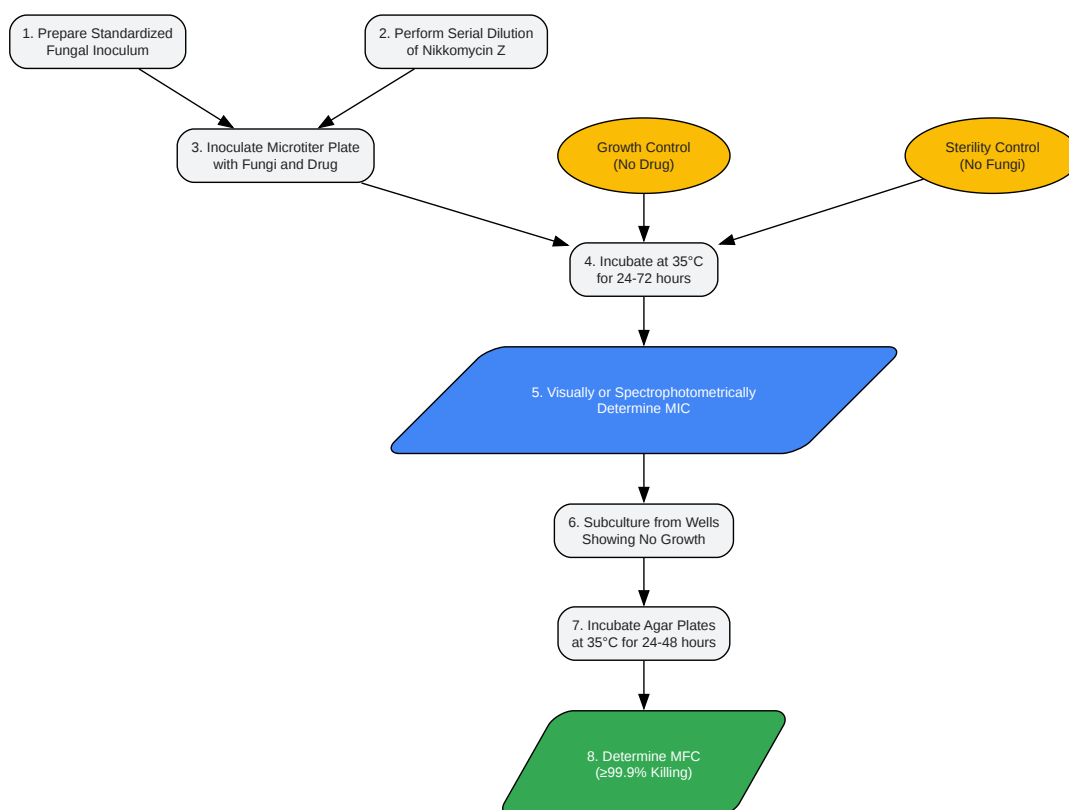 1. Prepare Standardized
Fungal Inoculum
2. Perform Serial Dilution
of Nikkomycin Z
3. Inoculate Microtiter Plate
with Fungi and Drug
Growth Control
(No Drug)
Sterility Control
(No Fungi)
4. Incubate at 35°C
for 24-72 hours
5. Visually or Spectrophotometrically
Determine MIC
6. Subculture from Wells
Showing No Growth
7. Incubate Agar Plates
at 35°C for 24-48 hours
8. Determine MFC
(≥99.9% Killing)